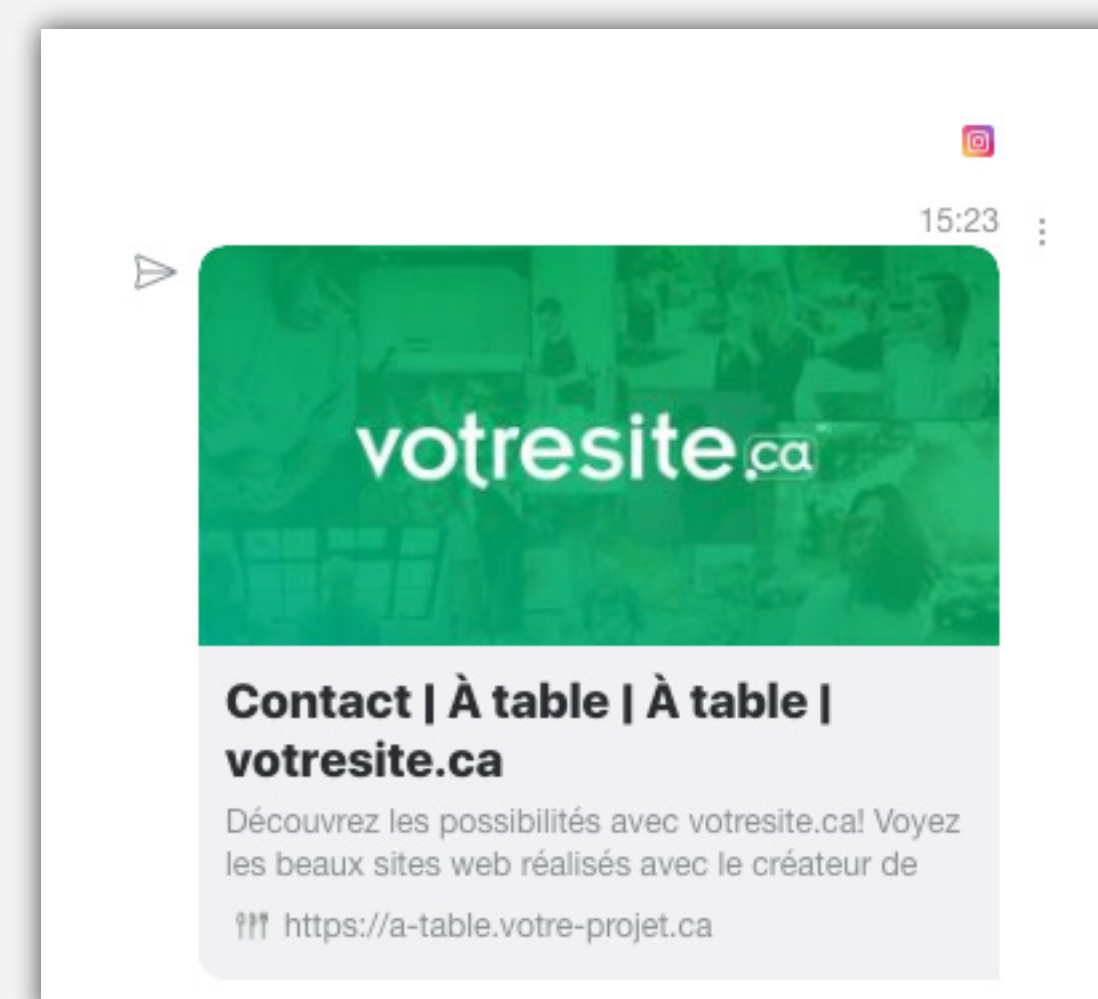 15:23
votresite.ca
Contact | À table | À table |
votresite.ca
Découvrez les possibilités avec votresite.ca! Voyez
les beaux sites web réalisés avec le créateur de
https://a-table.votre-projet.ca